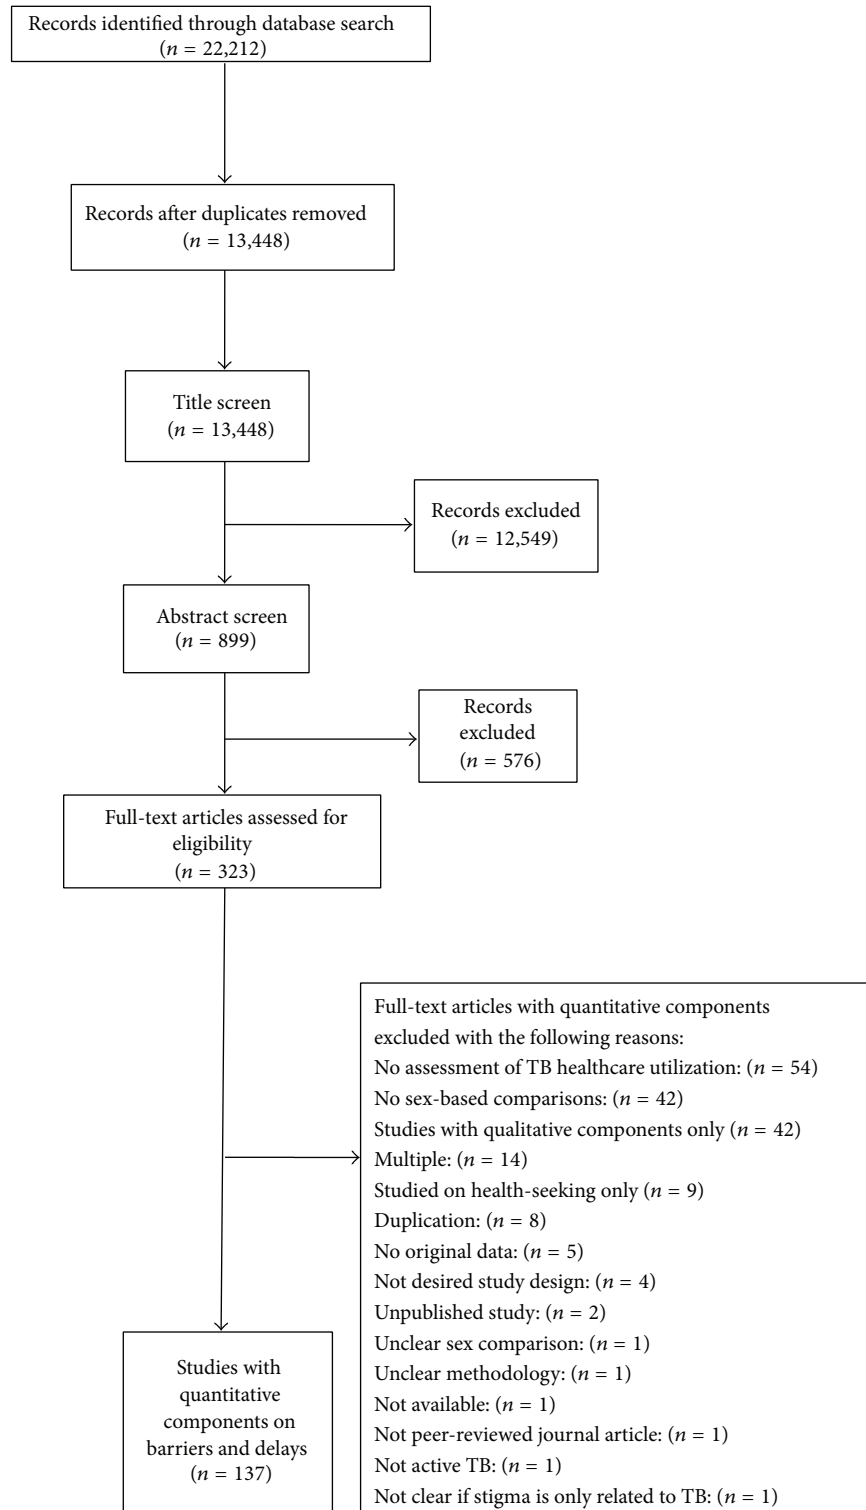 Records identified through database search
(n = 22,212)
Records after duplicates removed
(n = 13,448)
Title screen
(n = 13,448)
Records excluded
(n = 12,549)
Abstract screen
(n = 899)
Records
excluded
(n = 576)
Full-text articles assessed for
eligibility
(n = 323)
Full-text articles with quantitative components
excluded with the following reasons:
No assessment of TB healthcare utilization: (n = 54)
No sex-based comparisons: (n = 42)
Studies with qualitative components only (n = 42)
Multiple: (n = 14)
Studied on health-seeking only (n = 9)
Duplication: (n = 8)
No original data: (n = 5)
Not desired study design: (n = 4)
Unpublished study: (n = 2)
Unclear sex comparison: (n = 1)
Unclear methodology: (n = 1)
Not available: (n = 1)
Not peer-reviewed journal article: (n = 1)
Not active TB: (n = 1)
Not clear if stigma is only related to TB: (n = 1)
Studies with
quantitative
components on
barriers and delays
(n = 137)